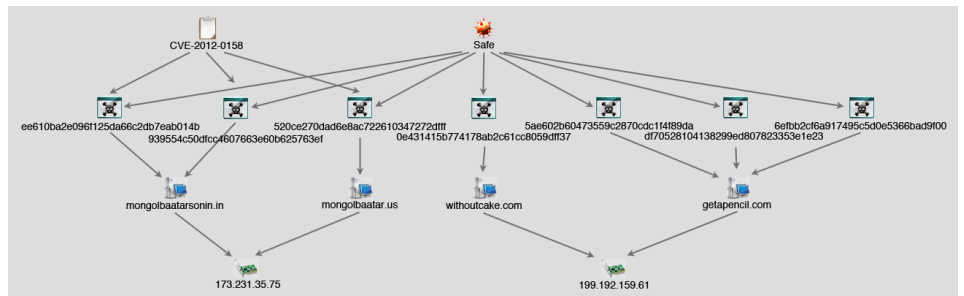 CVE-2012-0158
Safe
ee610ba2e096f125da66c2db7eab014b
939554c50dfcc4607663e60b625763ef
520ce270dad6e8ac722610347272dfff
0e431415b774178ab2c61cc8059dff37
5ae602b60473559c2870cdc1f4f89da
df70528104138299ed807823353e1e23
6efbb2cf6a917495c5d0e5366bad9f00
mongolbaatarsonin.in
mongolbaatar.us
withoutcake.com
getapencil.com
173.231.35.75
199.192.159.61